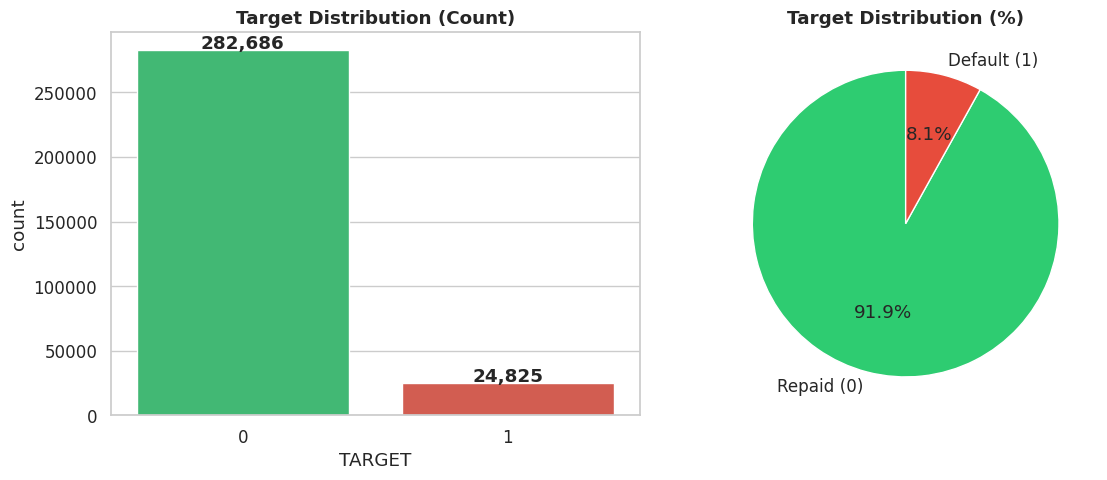 Target Distribution (Count)
282,686
24,825
250000
200000
150000
100000
50000
0
count
0
1
TARGET
Target Distribution (%)
Default (1)
8.1%
91.9%
Repaid (0)